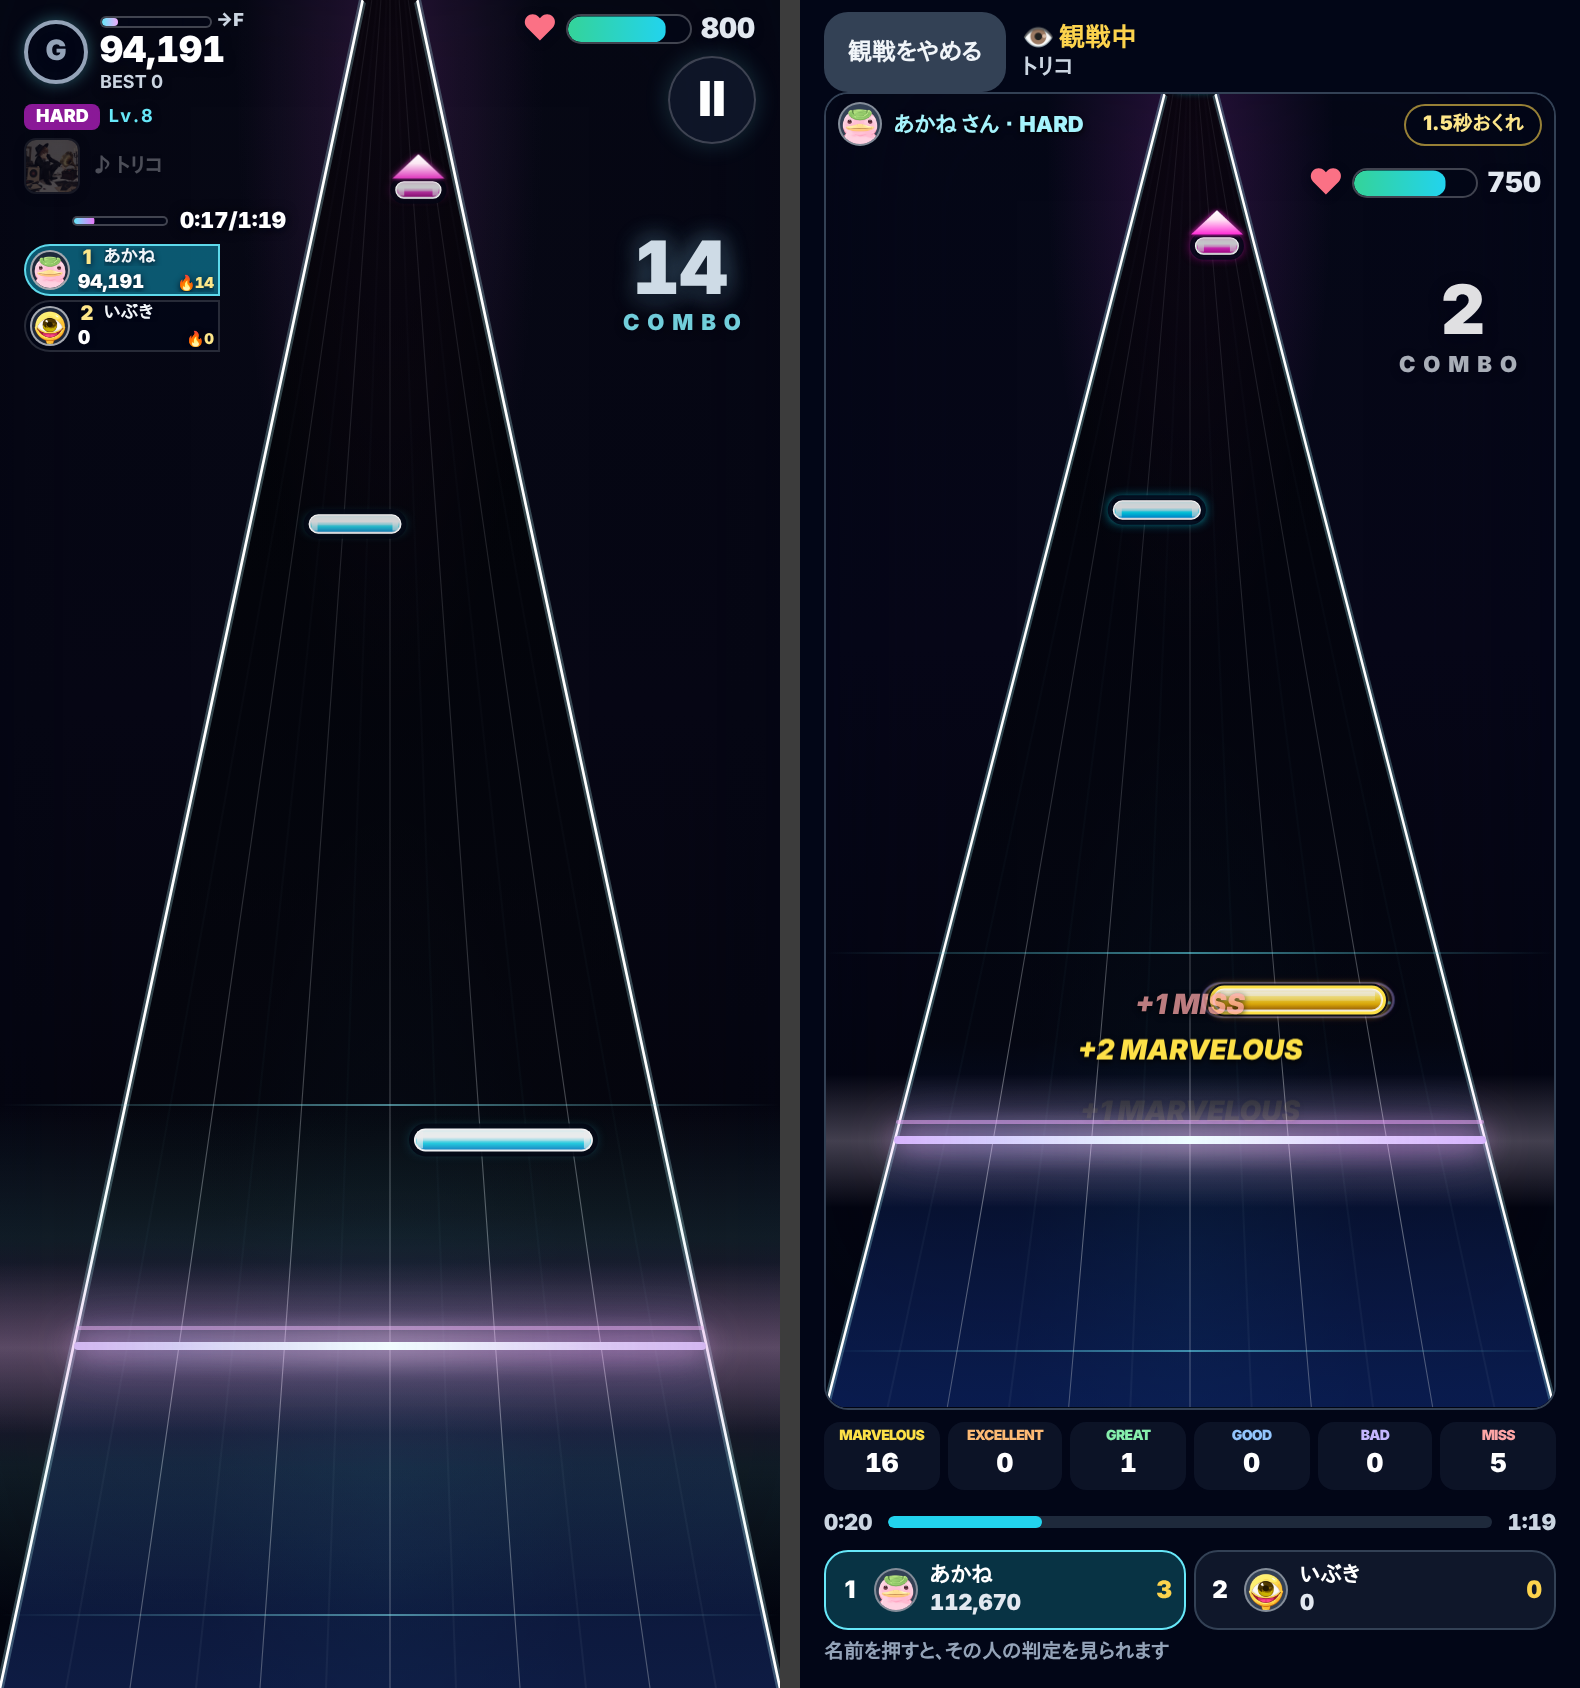 G
→F
94,191
BEST 0
HARD Lv.8
♪ トリコ
0:17/1:19
1 あかね
94,191 🔥14
2 いぶき
0 🔥0
800
14
COMBO
観戦をやめる
👁️ 観戦中
トリコ
あかね さん・HARD
1.5秒おくれ
750
2
COMBO
+1 MISS
+2 MARVELOUS
+1 MARVELOUS
MARVELOUS EXCELLENT GREAT GOOD BAD MISS
16 0 1 0 0 5
0:20 1:19
1 あかね 112,670 3
2 いぶき 0 0
名前を押すと、その人の判定を見られます